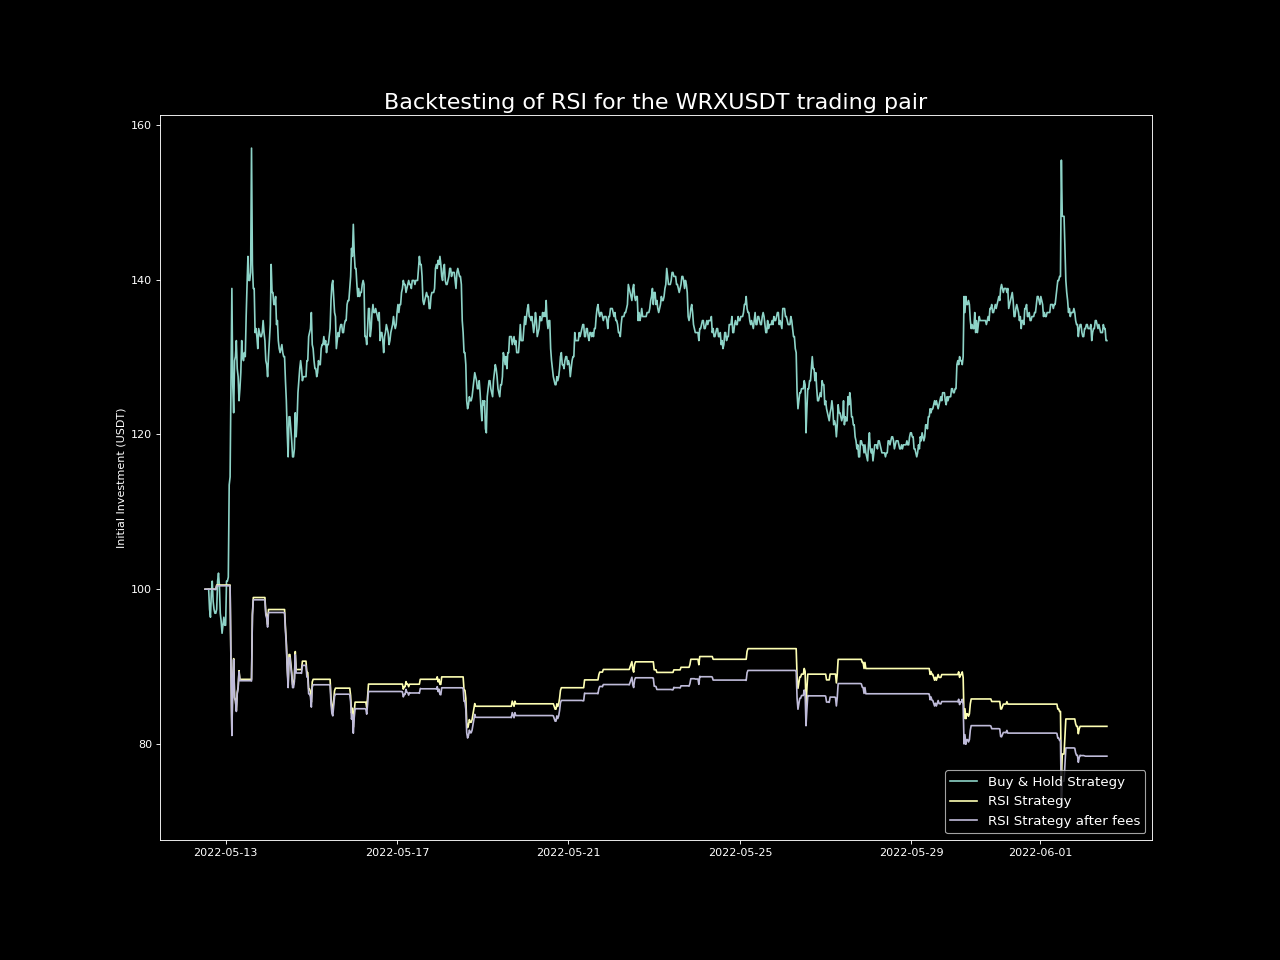 Backtesting of RSI for the WRXUSDT trading pair
160
140
120
100
80
Initial Investment (USDT)
2022-05-13
2022-05-17
2022-05-21
2022-05-25
2022-05-29
2022-06-01
Buy & Hold Strategy
RSI Strategy
RSI Strategy after fees